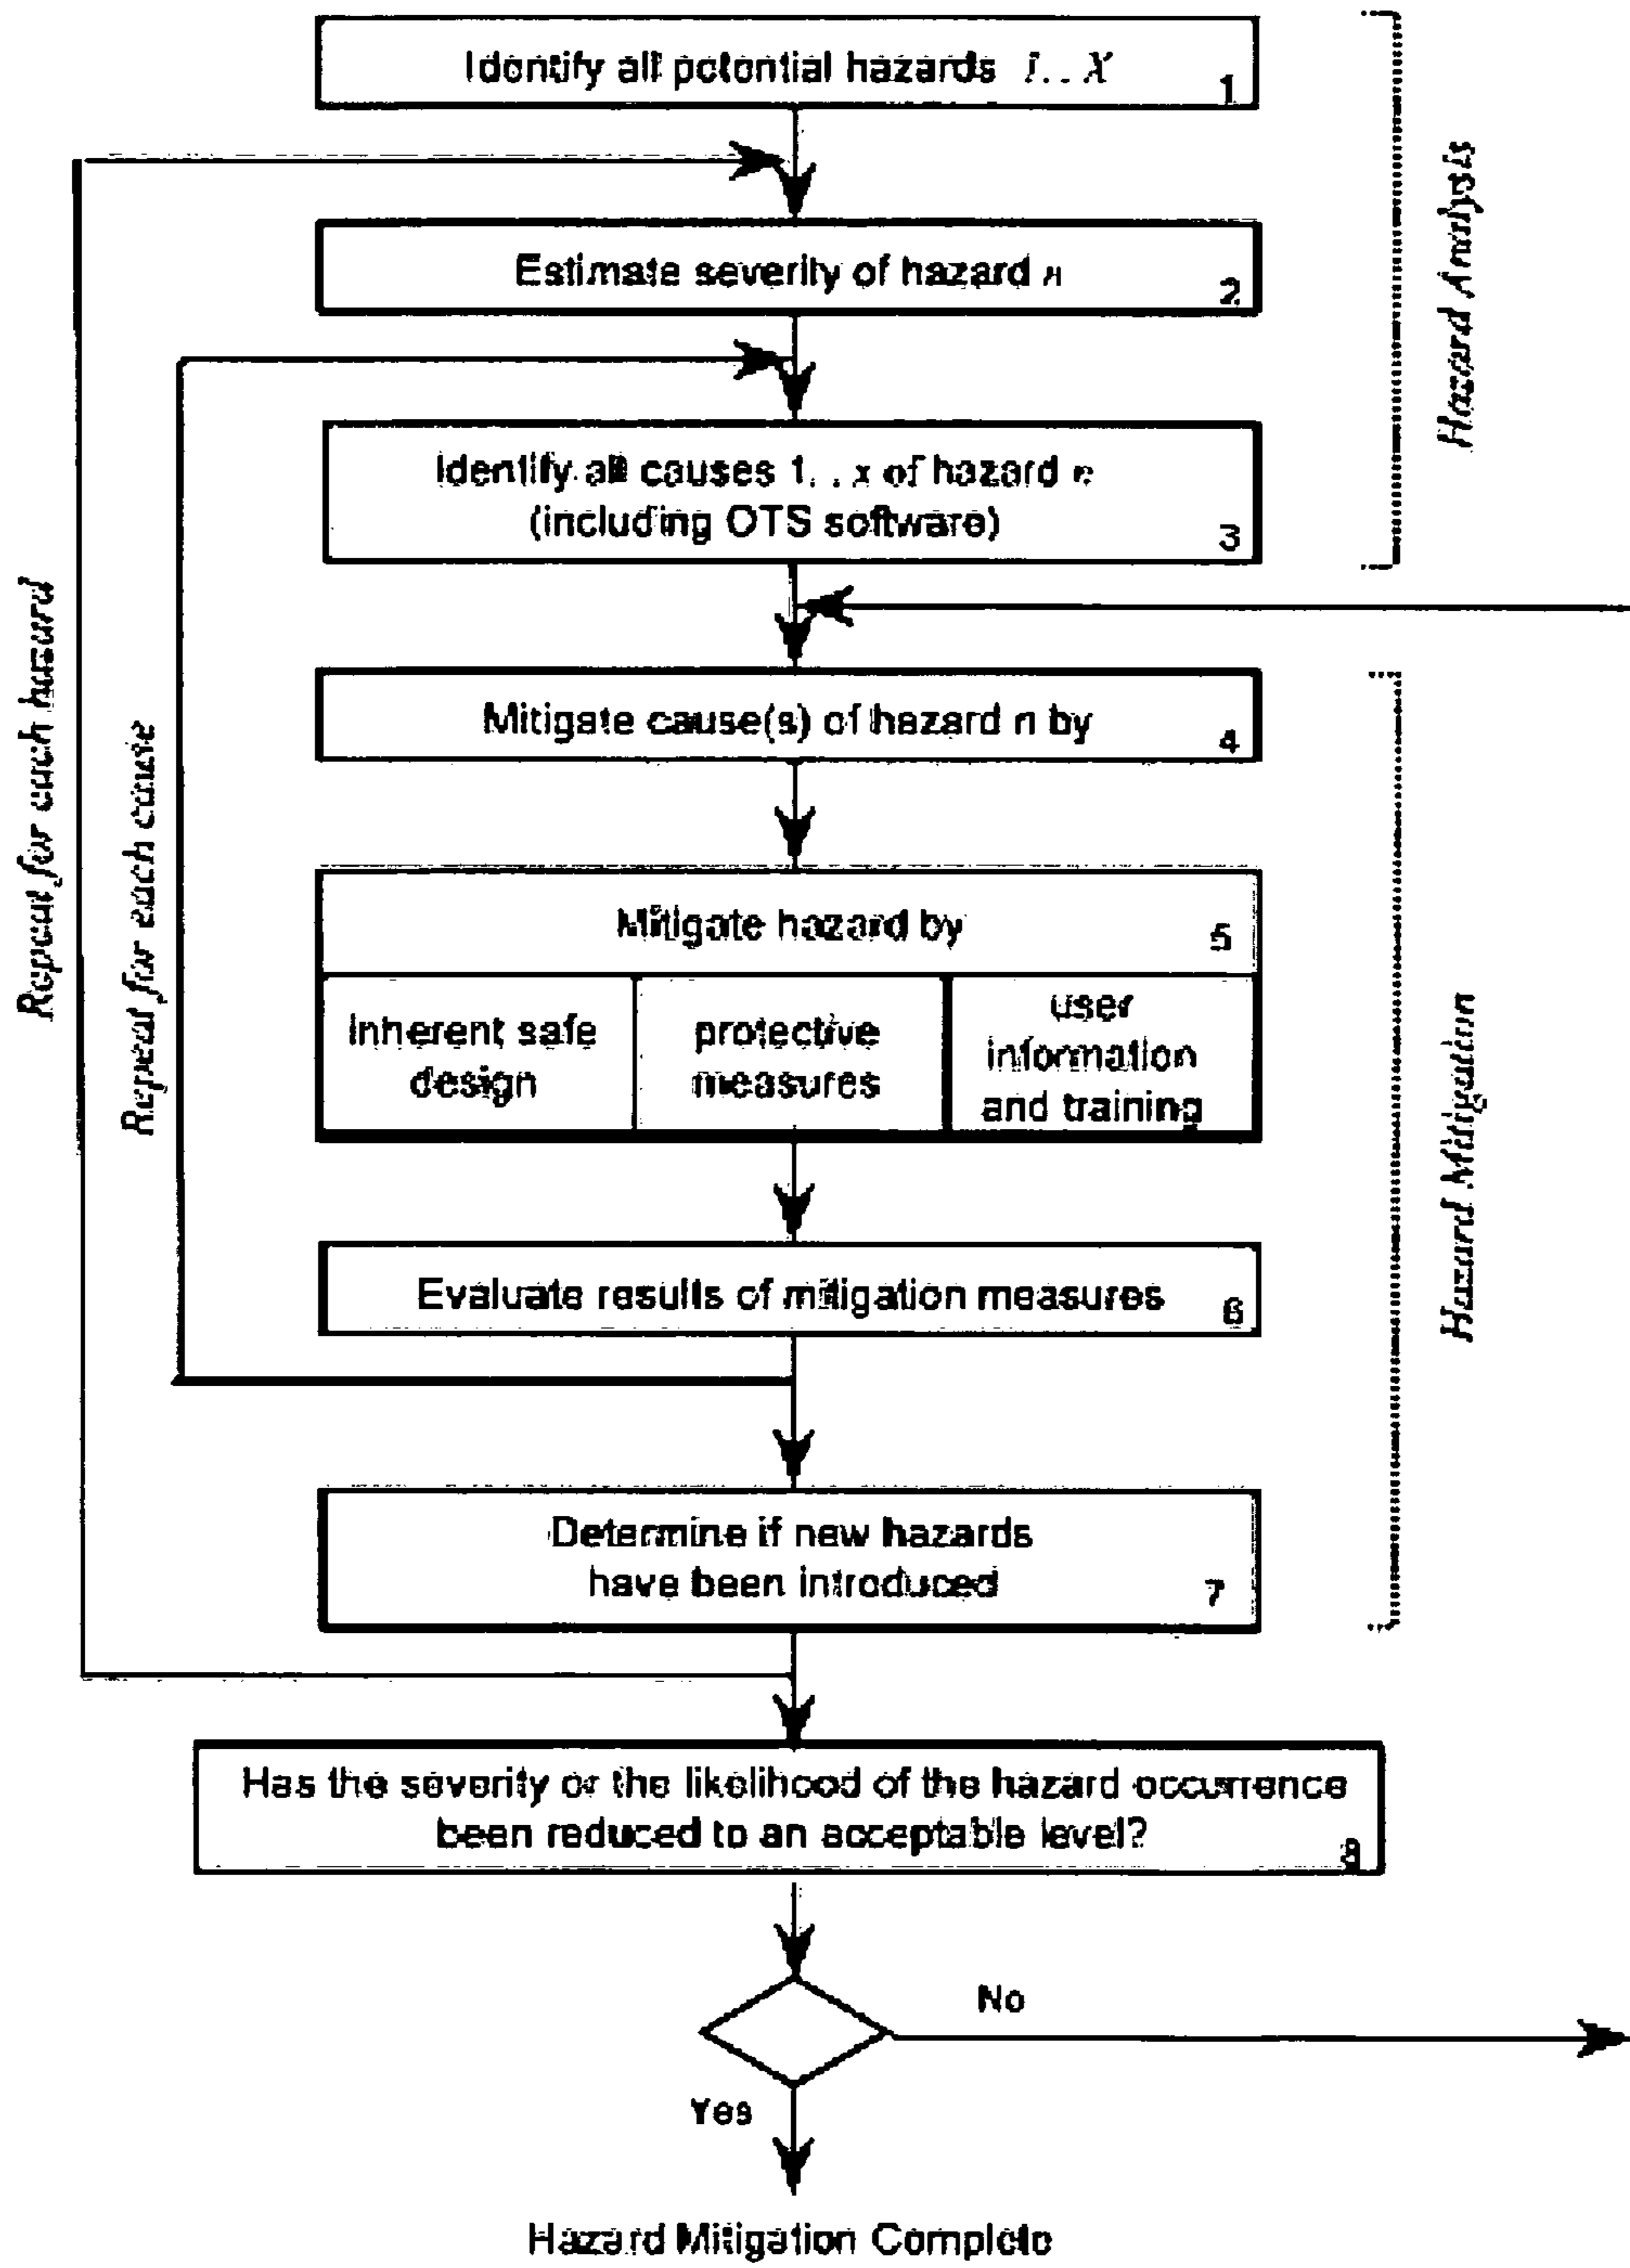 Identify all potential hazards 1. . X
1
Estimate severity of hazard n
2
Identify all causes 1. . x of hazard n
(including OTS software)
3
Mitigate cause(s) of hazard n by
4
Mitigate hazard by
5
Inherent safe
design
protective
measures
user
information
and training
Evaluate results of mitigation measures
6
Determine if new hazards
have been introduced
7
Has the severity or the likelihood of the hazard occurrence
been reduced to an acceptable level?
8
No
Yes
Hazard Mitigation Complete
Repeat for each hazard
Repeat for each cause
Hazard Analysis
Hazard Mitigation